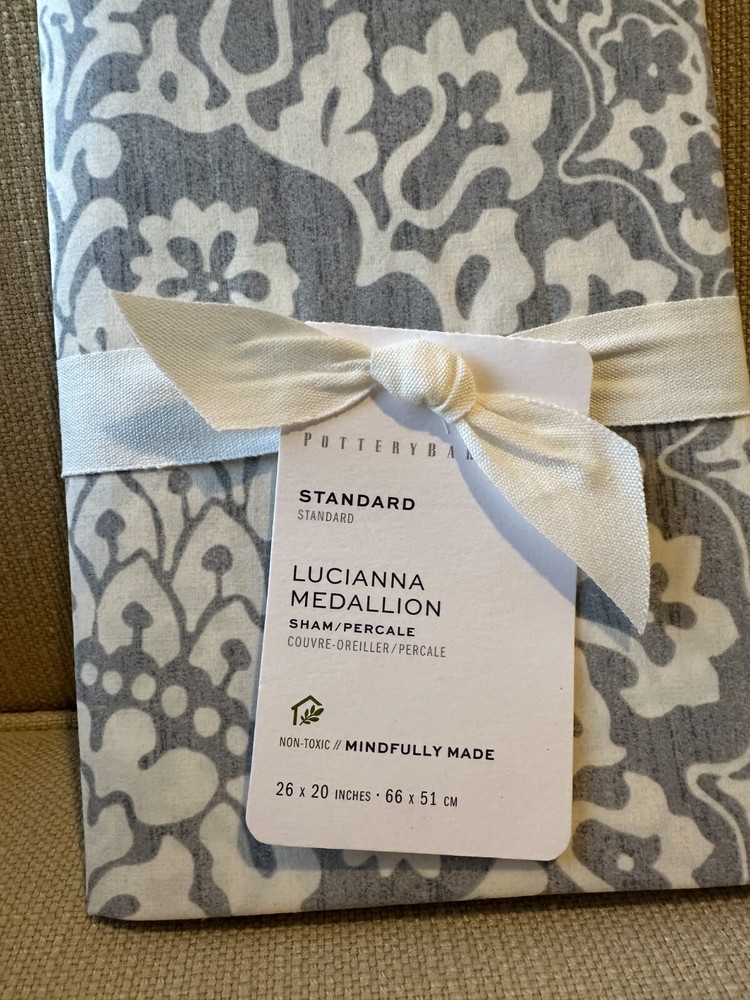 POTTERYBAR
STANDARD
STANDARD
LUCIANNA
MEDALLION
SHAM/PERCALE
COUVRE-OREILLER/PERCALE
NON-TOXIC // MINDFULLY MADE
26 x 20 INCHES · 66 x 51 CM